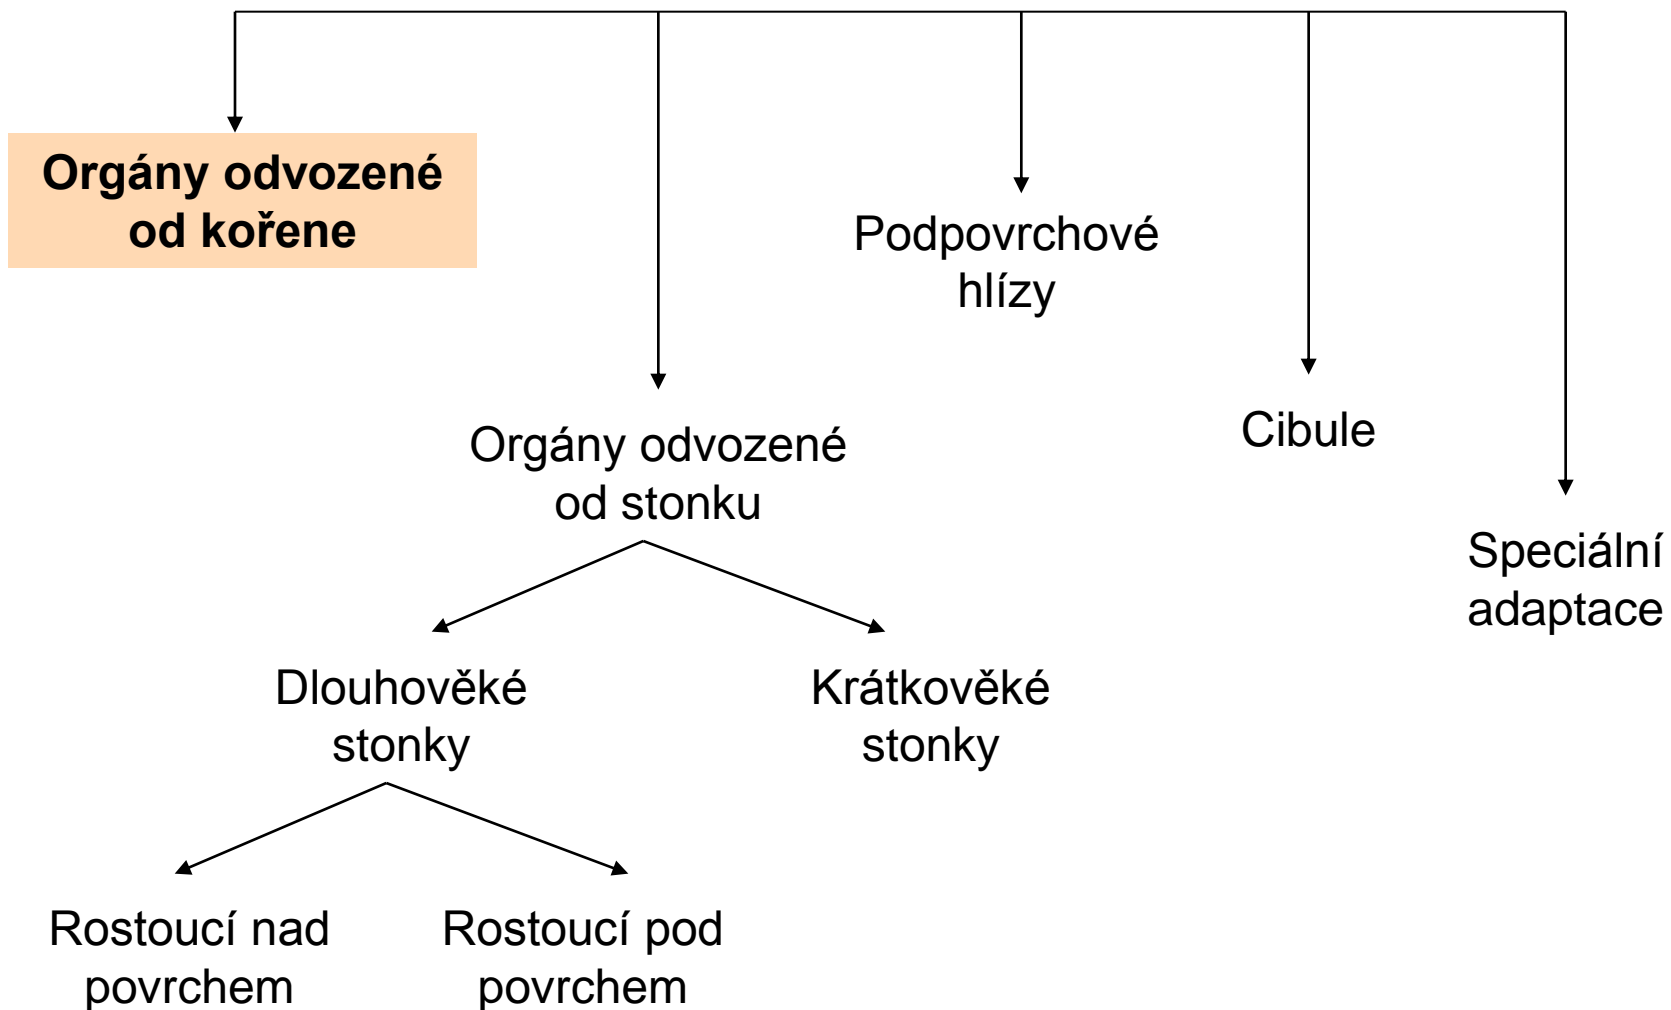 Orgány odvozené
od kořene
Podpovrchové
hlízy
Orgány odvozené
od stonku
Cibule
Speciální
adaptace
Dlouhověké
stonky
Krátkověké
stonky
Rostoucí nad
povrchem
Rostoucí pod
povrchem